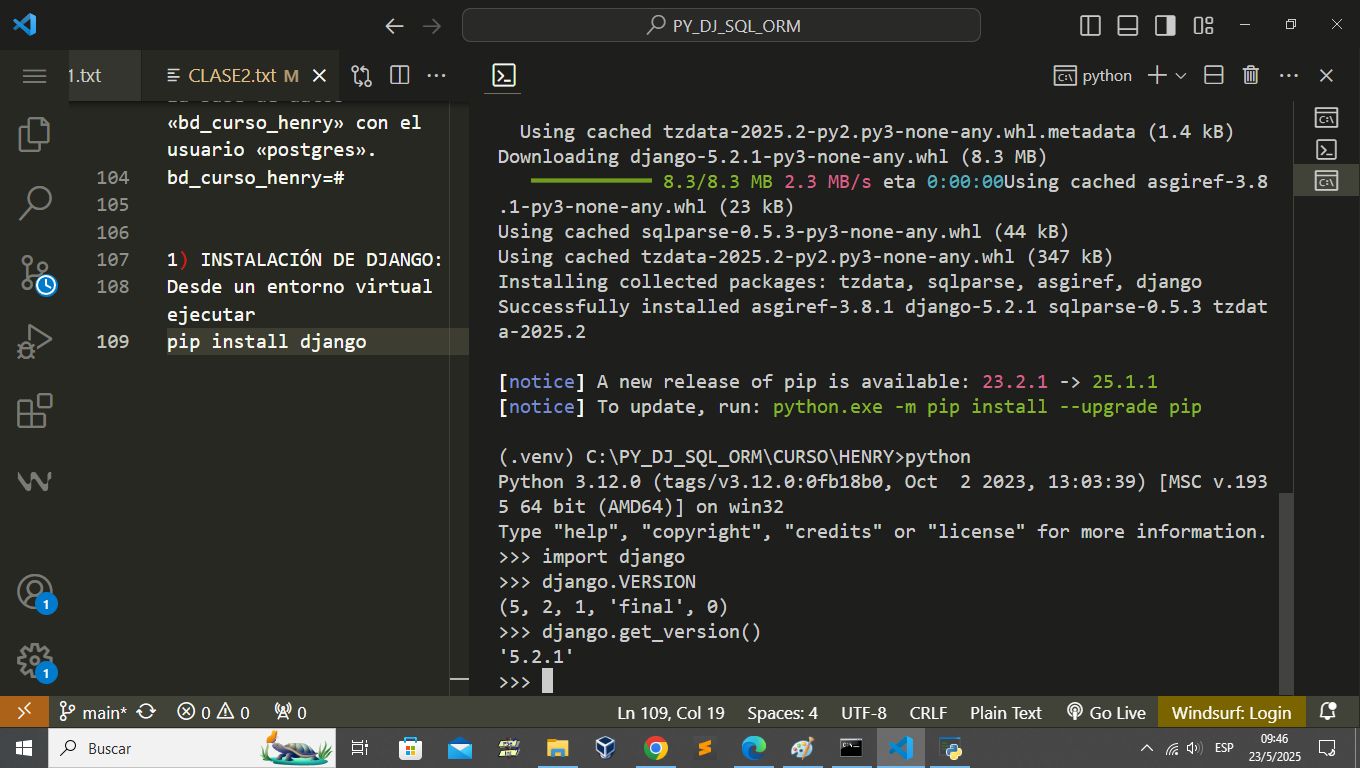 PY_DJ_SQL_ORM
1.txt
CLASE2.txt M
python
«bd_curso_henry» con el
usuario «postgres».
104 bd_curso_henry=#
105
106
107 1) INSTALACIÓN DE DJANGO:
108 Desde un entorno virtual
ejecutar
109 pip install django
Using cached tzdata-2025.2-py2.py3-none-any.whl.metadata (1.4 kB)
Downloading django-5.2.1-py3-none-any.whl (8.3 MB)
8.3/8.3 MB 2.3 MB/s eta 0:00:00Using cached asgiref-3.8
.1-py3-none-any.whl (23 kB)
Using cached sqlparse-0.5.3-py3-none-any.whl (44 kB)
Using cached tzdata-2025.2-py2.py3-none-any.whl (347 kB)
Installing collected packages: tzdata, sqlparse, asgiref, django
Successfully installed asgiref-3.8.1 django-5.2.1 sqlparse-0.5.3 tzdat
a-2025.2
[notice] A new release of pip is available: 23.2.1 -> 25.1.1
[notice] To update, run: python.exe -m pip install --upgrade pip
(.venv) C:\PY_DJ_SQL_ORM\CURSO\HENRY>python
Python 3.12.0 (tags/v3.12.0:0fb18b0, Oct  2 2023, 13:03:39) [MSC v.193
5 64 bit (AMD64)] on win32
Type "help", "copyright", "credits" or "license" for more information.
>>> import django
>>> django.VERSION
(5, 2, 1, 'final', 0)
>>> django.get_version()
'5.2.1'
>>>
1
1
main* 0 0 0 Ln 109, Col 19 Spaces: 4 UTF-8 CRLF Plain Text Go Live Windsurf: Login
Buscar
ESP
09:46
23/5/2025